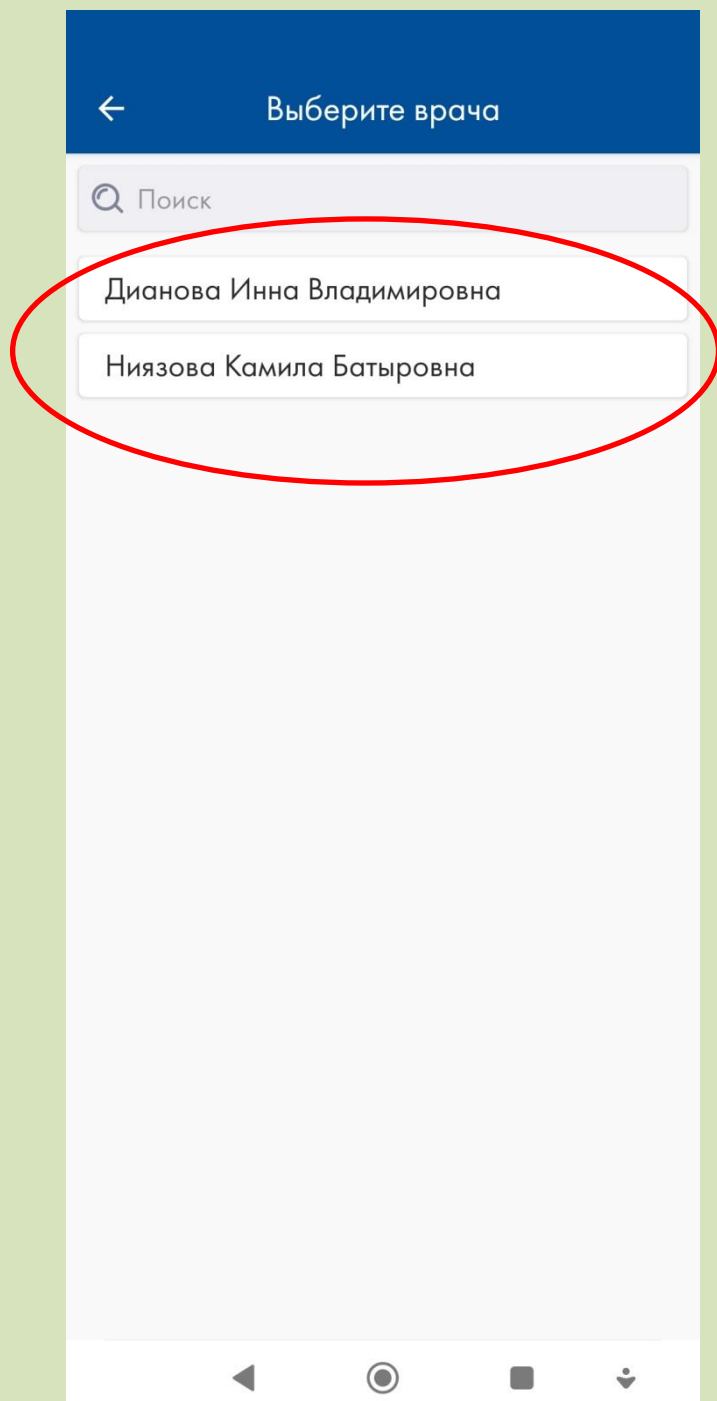 Выберите врача
Поиск
Дианова Инна Владимировна
Ниязова Камила Батыровна